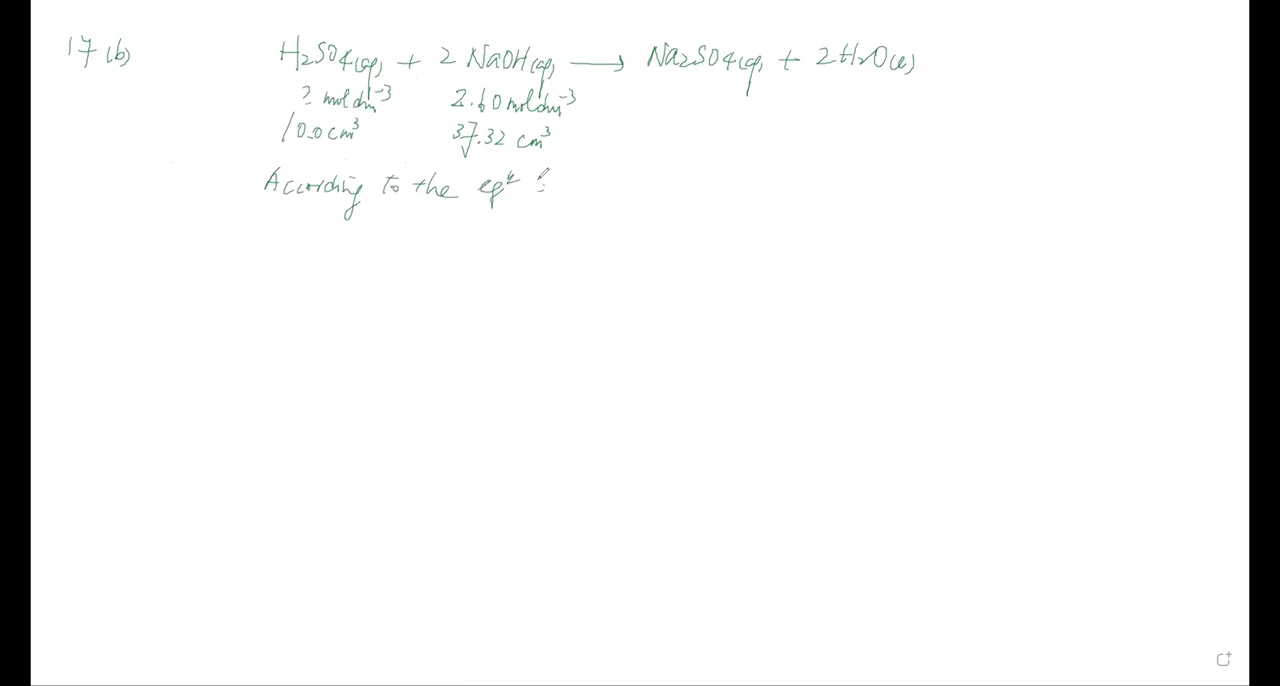 17 (b) H2SO4(aq) + 2 NaOH(aq) ⟶ Na2SO4(aq) + 2H2O(l)
? mol dm⁻³ 2.60 mol dm⁻³
10.0 cm³ 37.32 cm³
According to the eqⁿ :